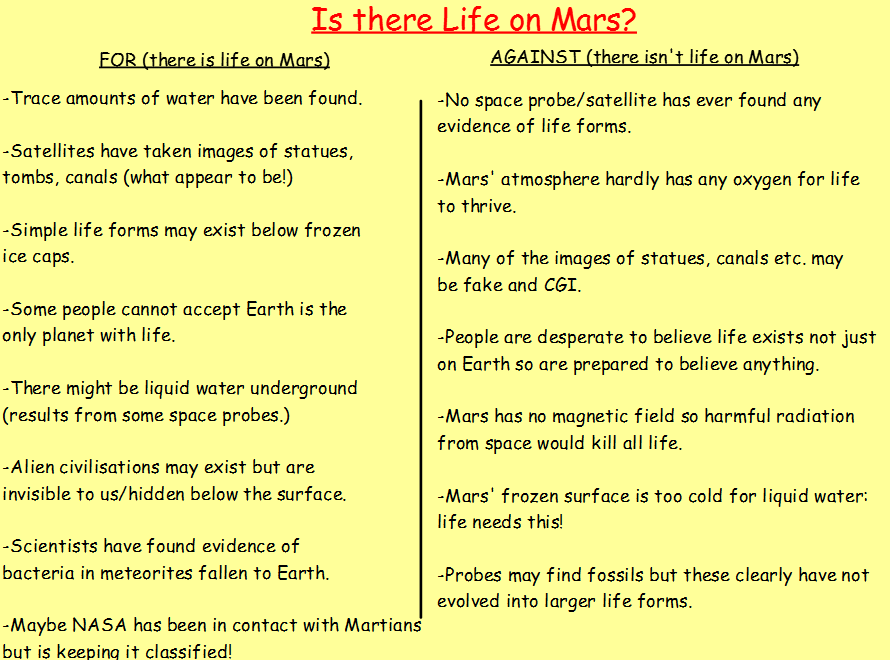 Is there Life on Mars?
FOR (there is life on Mars)
-Trace amounts of water have been found.
-Satellites have taken images of statues,
tombs, canals (what appear to be!)
-Simple life forms may exist below frozen
ice caps.
-Some people cannot accept Earth is the
only planet with life.
-There might be liquid water underground
(results from some space probes.)
-Alien civilisations may exist but are
invisible to us/hidden below the surface.
-Scientists have found evidence of
bacteria in meteorites fallen to Earth.
-Maybe NASA has been in contact with Martians
but is keeping it classified!
AGAINST (there isn't life on Mars)
-No space probe/satellite has ever found any
evidence of life forms.
-Mars' atmosphere hardly has any oxygen for life
to thrive.
-Many of the images of statues, canals etc. may
be fake and CGI.
-People are desperate to believe life exists not just
on Earth so are prepared to believe anything.
-Mars has no magnetic field so harmful radiation
from space would kill all life.
-Mars' frozen surface is too cold for liquid water:
life needs this!
-Probes may find fossils but these clearly have not
evolved into larger life forms.